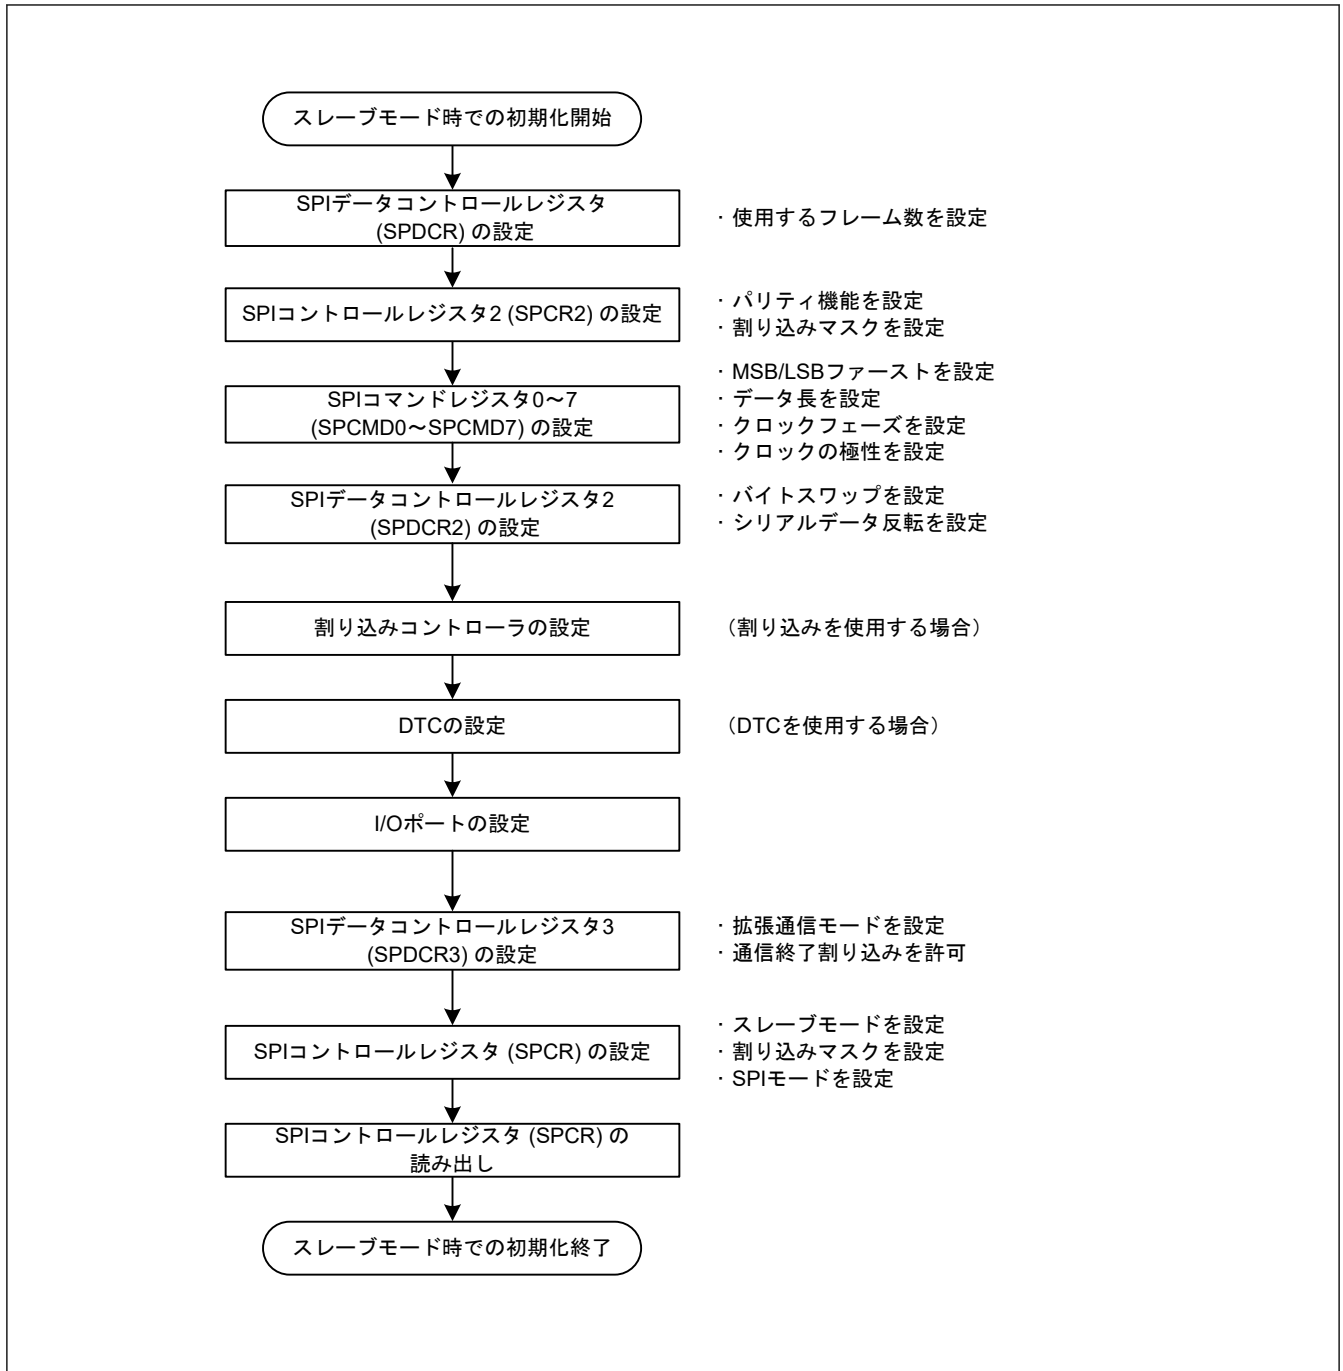 スレーブモード時での初期化開始
SPIデータコントロールレジスタ
(SPDCR) の設定
・使用するフレーム数を設定
SPIコントロールレジスタ2 (SPCR2) の設定
・パリティ機能を設定
・割り込みマスクを設定
SPIコマンドレジスタ0～7
(SPCMD0～SPCMD7) の設定
・MSB/LSBファーストを設定
・データ長を設定
・クロックフェーズを設定
・クロックの極性を設定
SPIデータコントロールレジスタ2
(SPDCR2) の設定
・バイトスワップを設定
・シリアルデータ反転を設定
割り込みコントローラの設定
（割り込みを使用する場合）
DTCの設定
（DTCを使用する場合）
I/Oポートの設定
SPIデータコントロールレジスタ3
(SPDCR3) の設定
・拡張通信モードを設定
・通信終了割り込みを許可
SPIコントロールレジスタ (SPCR) の設定
・スレーブモードを設定
・割り込みマスクを設定
・SPIモードを設定
SPIコントロールレジスタ (SPCR) の
読み出し
スレーブモード時での初期化終了